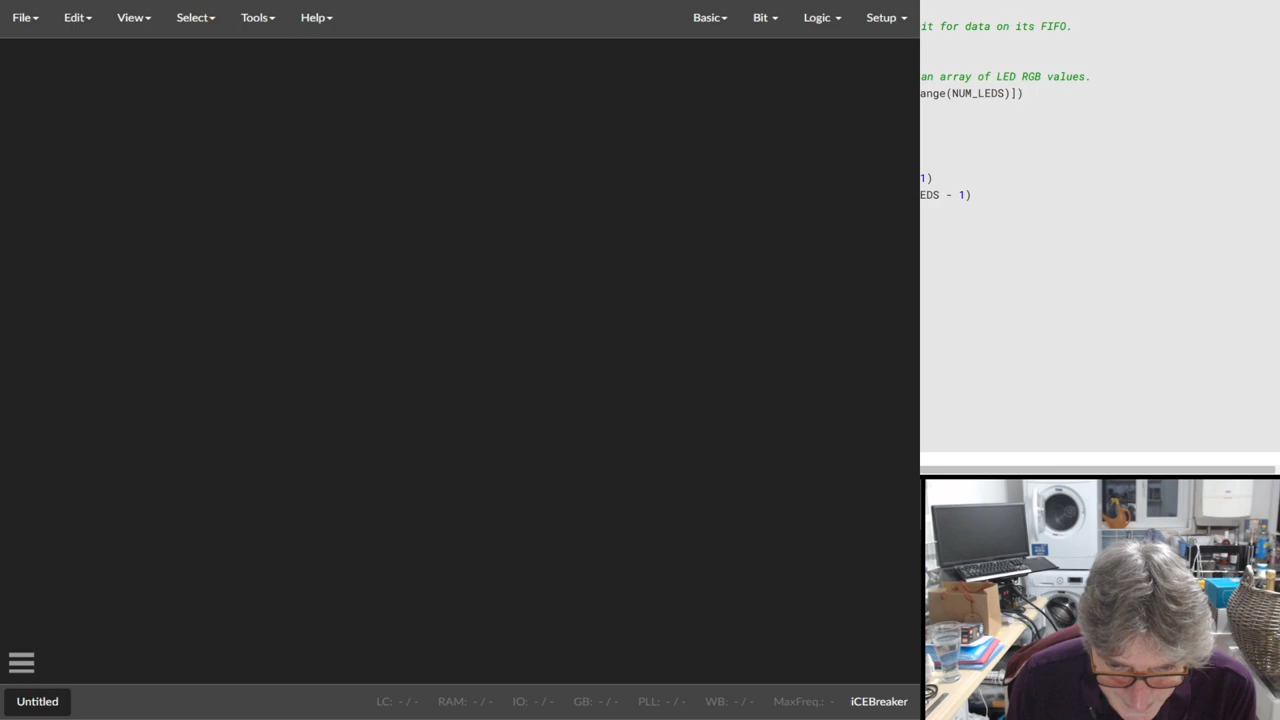 File Edit View Select Tools Help Basic Bit Logic Setup
it for data on its FIFO.
an array of LED RGB values.
ange(NUM_LEDS)])
1)
EDS - 1)
Untitled LC: - / - RAM: - / - IO: - / - GB: - / - PLL: - / - WB: - / - MaxFreq.: - iCEBreaker